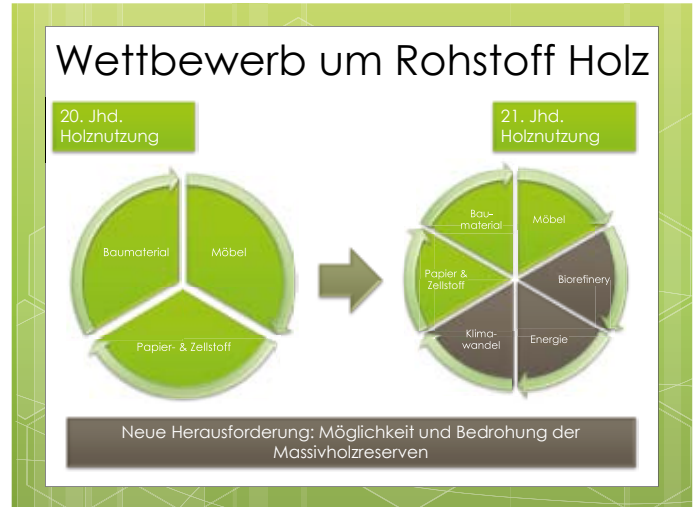 Wettbewerb um Rohstoff Holz
20. Jhd.
Holznutzung
21. Jhd.
Holznutzung
Baumaterial
Möbel
Papier- & Zellstoff
Bau-
material
Möbel
Papier &
Zellstoff
Biorefinery
Klima-
wandel
Energie
Neue Herausforderung: Möglichkeit und Bedrohung der
Massivholzreserven